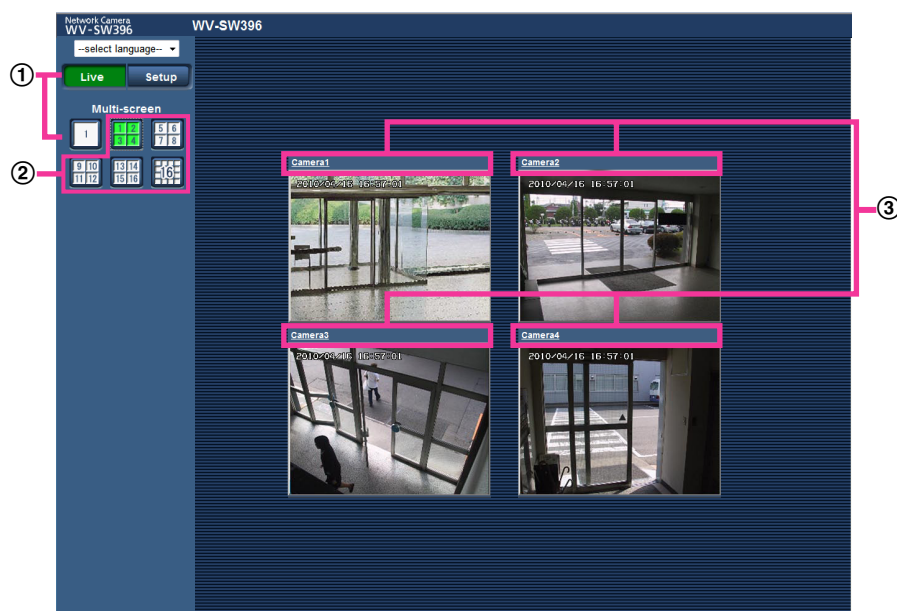 Network Camera
WV-SW396
WV-SW396
--select language--
①
Live
Setup
Multi-screen
1
1 2
3 4
5 6
7 8
②
9 10
11 12
13 14
15 16
16
Camera1
Camera2
2010/04/16 16:57:01
2010/04/16 16:57:01
③
Camera3
Camera4
2010/04/16 16:57:01
2010/04/16 16:57:01